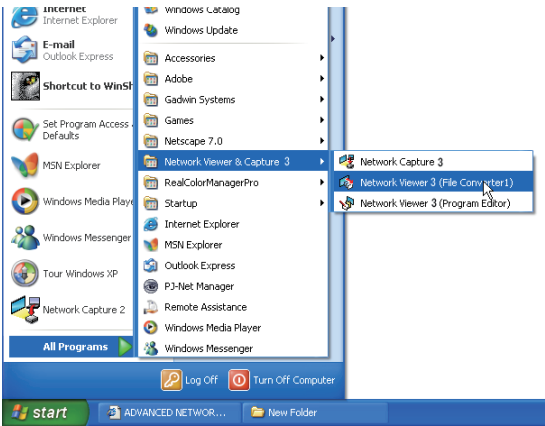 Internet
Internet Explorer
E-mail
Outlook Express
Shortcut to WinSh
Set Program Access
Defaults
MSN Explorer
Windows Media Playe
Windows Messenger
Tour Windows XP
Network Capture 2
All Programs
Windows Catalog
Windows Update
Accessories
Adobe
Gadwin Systems
Games
Netscape 7.0
Network Viewer & Capture 3
RealColorManagerPro
Startup
Internet Explorer
MSN Explorer
Outlook Express
PJ-Net Manager
Remote Assistance
Windows Media Player
Windows Messenger
Network Capture 3
Network Viewer 3 (File Converter1)
Network Viewer 3 (Program Editor)
Log Off
Turn Off Computer
start
ADVANCED NETWOR...
New Folder